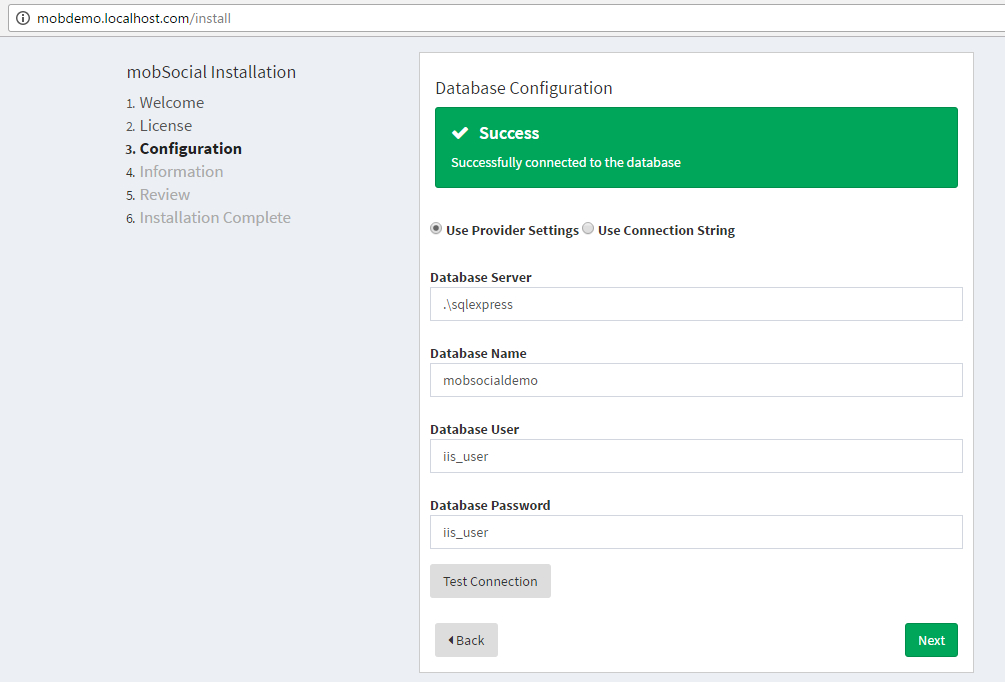 mobdemo.localhost.com/install
mobSocial Installation
1. Welcome
2. License
3. Configuration
4. Information
5. Review
6. Installation Complete
Database Configuration
Success
Successfully connected to the database
Use Provider Settings Use Connection String
Database Server
.\sqlexpress
Database Name
mobsocialdemo
Database User
iis_user
Database Password
iis_user
Test Connection
Back
Next